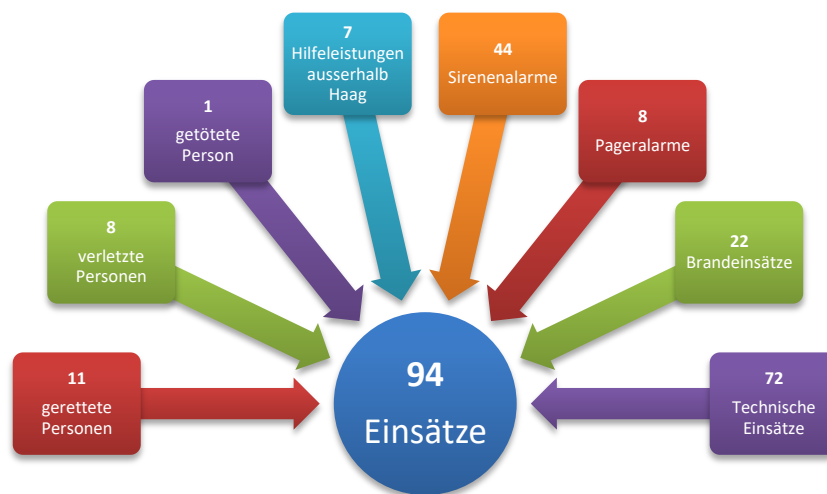 7
Hilfeleistungen
ausserhalb
Haag
44
Sirenenalarme
1
getötete
Person
8
Pageralarme
8
verletzte
Personen
22
Brandeinsätze
11
gerettete
Personen
94
Einsätze
72
Technische
Einsätze